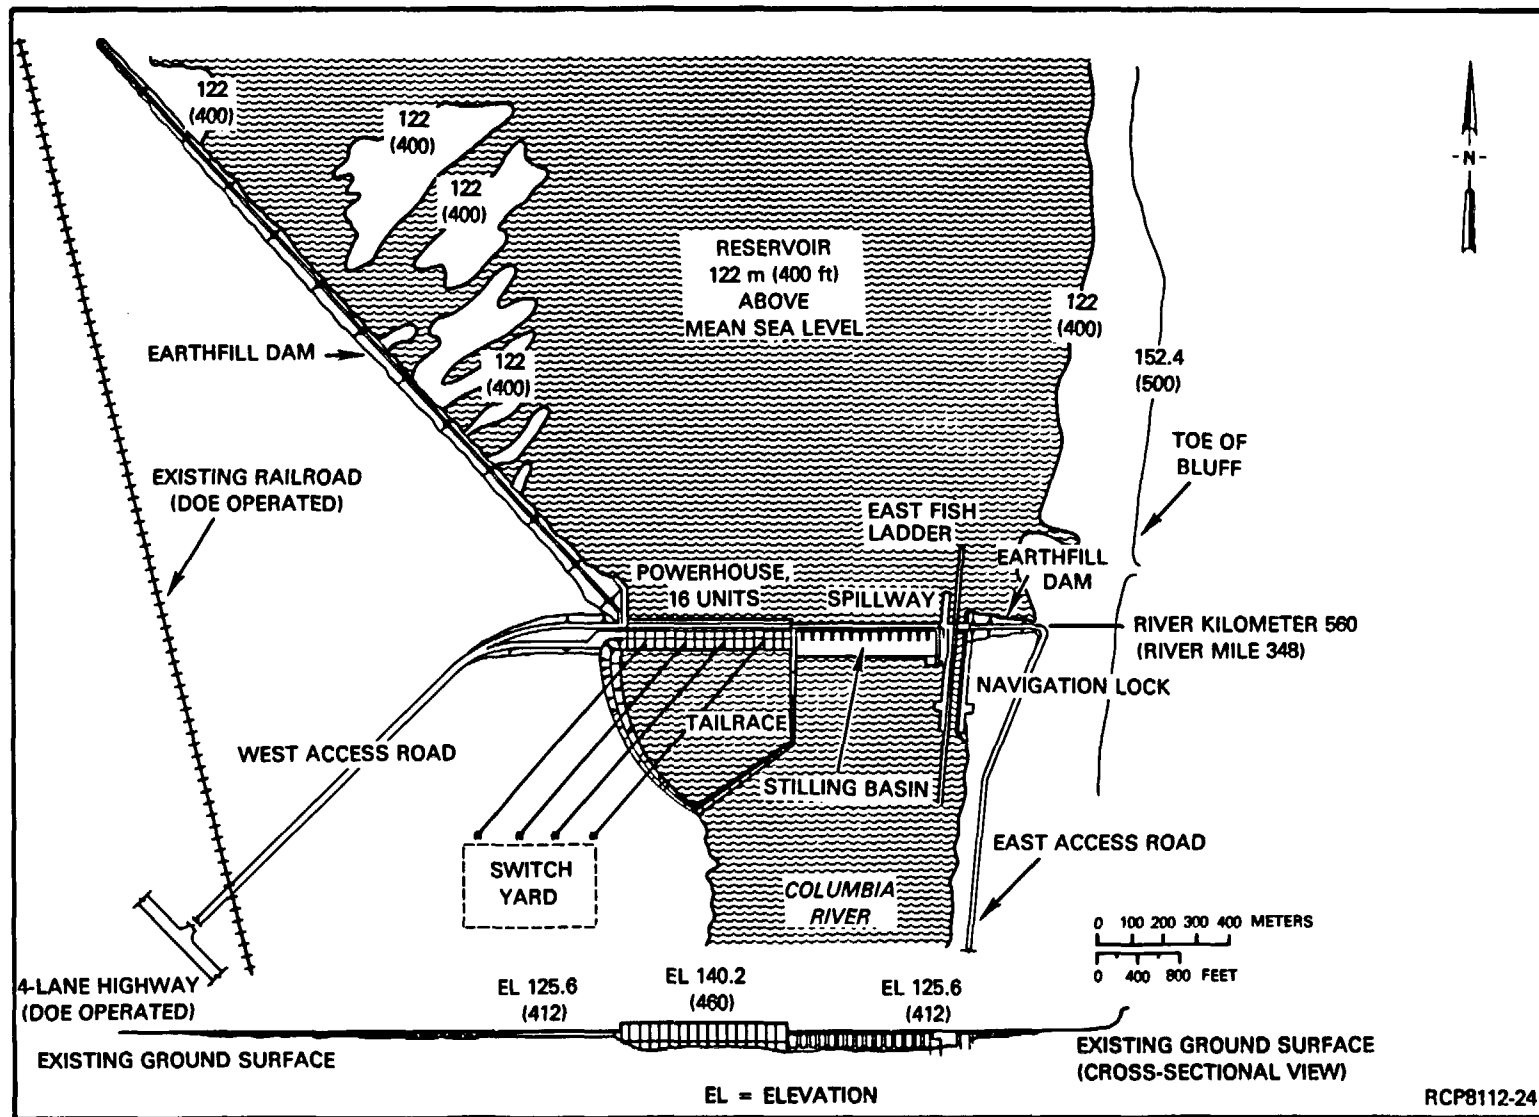 122
(400)
122
(400)
122
(400)
-N-
RESERVOIR
122 m (400 ft)
ABOVE
MEAN SEA LEVEL
122
(400)
EARTHFILL DAM
122
(400)
152.4
(500)
TOE OF
BLUFF
EXISTING RAILROAD
(DOE OPERATED)
EAST FISH
LADDER
EARTHFILL
DAM
POWERHOUSE,
16 UNITS
SPILLWAY
RIVER KILOMETER 560
(RIVER MILE 348)
NAVIGATION LOCK
TAILRACE
WEST ACCESS ROAD
STILLING BASIN
EAST ACCESS ROAD
SWITCH
YARD
COLUMBIA
RIVER
0 100 200 300 400 METERS
0 400 800 FEET
4-LANE HIGHWAY
(DOE OPERATED)
EL 125.6
(412)
EL 140.2
(460)
EL 125.6
(412)
EXISTING GROUND SURFACE
EXISTING GROUND SURFACE
(CROSS-SECTIONAL VIEW)
EL = ELEVATION
RCP8112-24